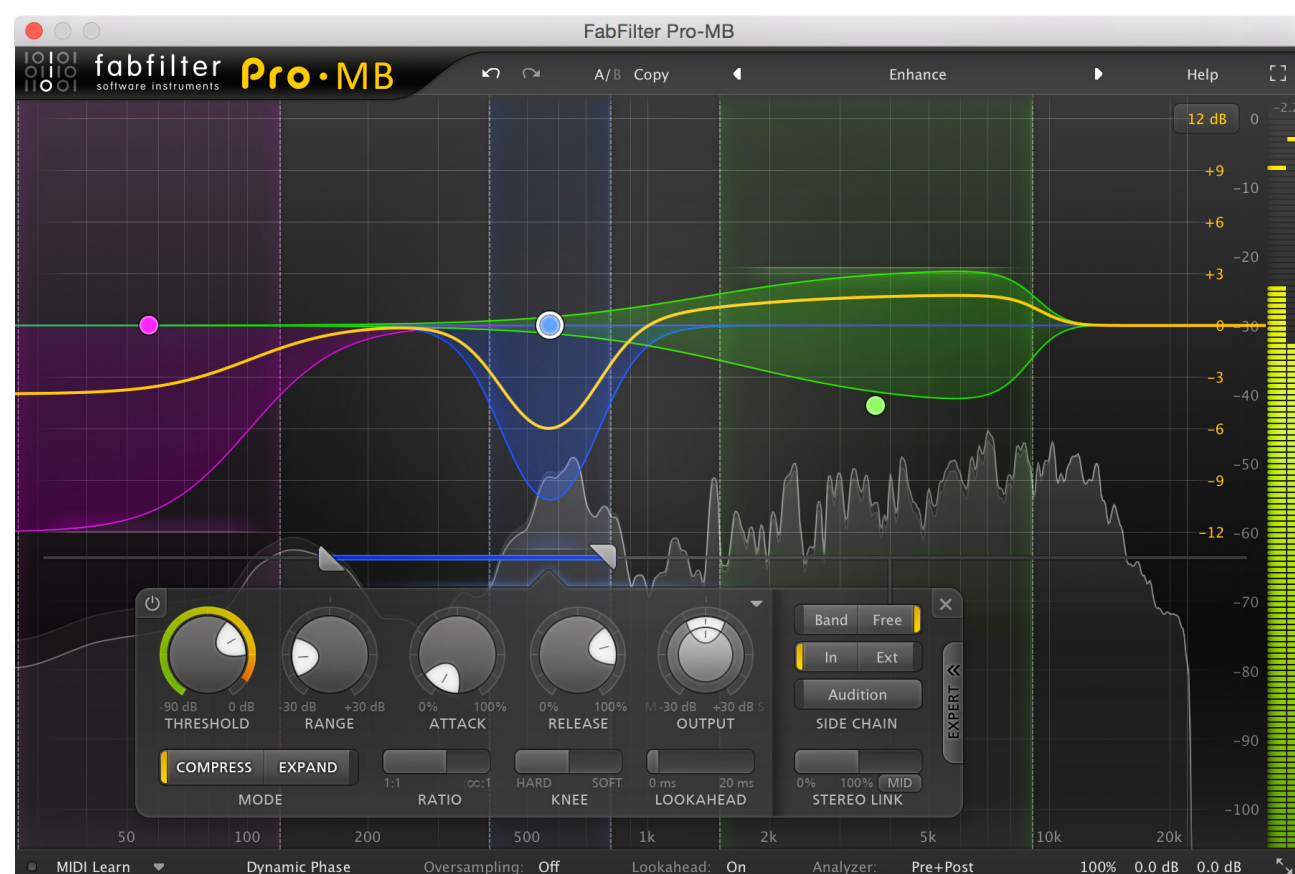 FabFilter Pro-MB
fabfilter Pro·MB
software instruments
A/B Copy Enhance Help
12 dB 0 -2.2
+9
-10
+6
-20
+3
0 -30
-3
-40
-6
-50
-9
-12 -60
-70
-80
-90
-100
-90 dB 0 dB -30 dB +30 dB 0% 100% 0% 100% M -30 dB +30 dB S
THRESHOLD RANGE ATTACK RELEASE OUTPUT
Band Free
In Ext
Audition
SIDE CHAIN
EXPERT
COMPRESS EXPAND
1:1 ∞:1 HARD SOFT 0 ms 20 ms 0% 100% MID
MODE RATIO KNEE LOOKAHEAD STEREO LINK
50 100 200 500 1k 2k 5k 10k 20k
MIDI Learn Dynamic Phase Oversampling: Off Lookahead: On Analyzer: Pre+Post 100% 0.0 dB 0.0 dB